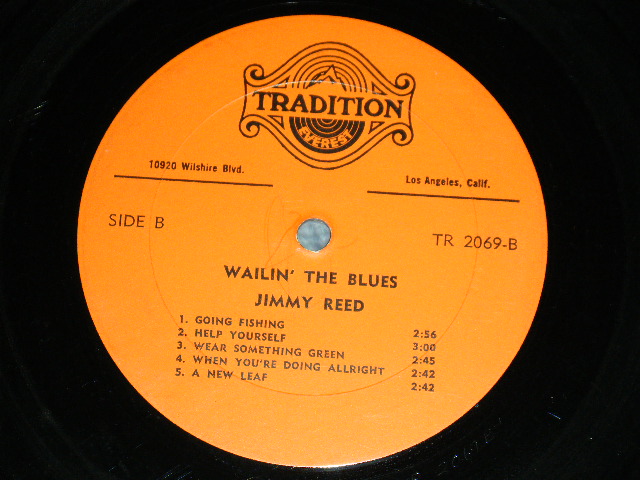 TRADITION
EVEREST
10920 Wilshire Blvd.
Los Angeles, Calif.
SIDE B
TR 2069-B
WAILIN' THE BLUES
JIMMY REED
1. GOING FISHING 2:56
2. HELP YOURSELF 3:00
3. WEAR SOMETHING GREEN 2:45
4. WHEN YOU'RE DOING ALLRIGHT 2:42
5. A NEW LEAF 2:42